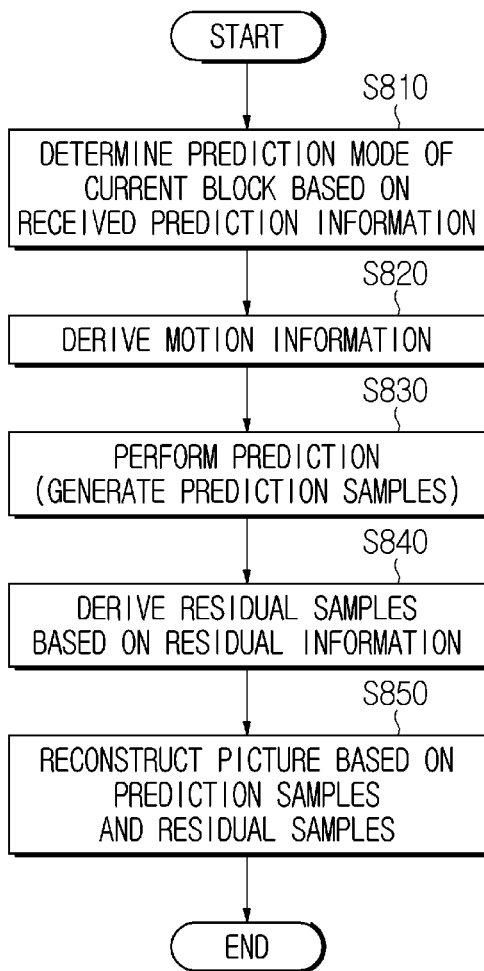 START
S810
DETERMINE PREDICTION MODE OF
CURRENT BLOCK BASED ON
RECEIVED PREDICTION INFORMATION
S820
DERIVE MOTION INFORMATION
S830
PERFORM PREDICTION
(GENERATE PREDICTION SAMPLES)
S840
DERIVE RESIDUAL SAMPLES
BASED ON RESIDUAL INFORMATION
S850
RECONSTRUCT PICTURE BASED ON
PREDICTION SAMPLES
AND RESIDUAL SAMPLES
END